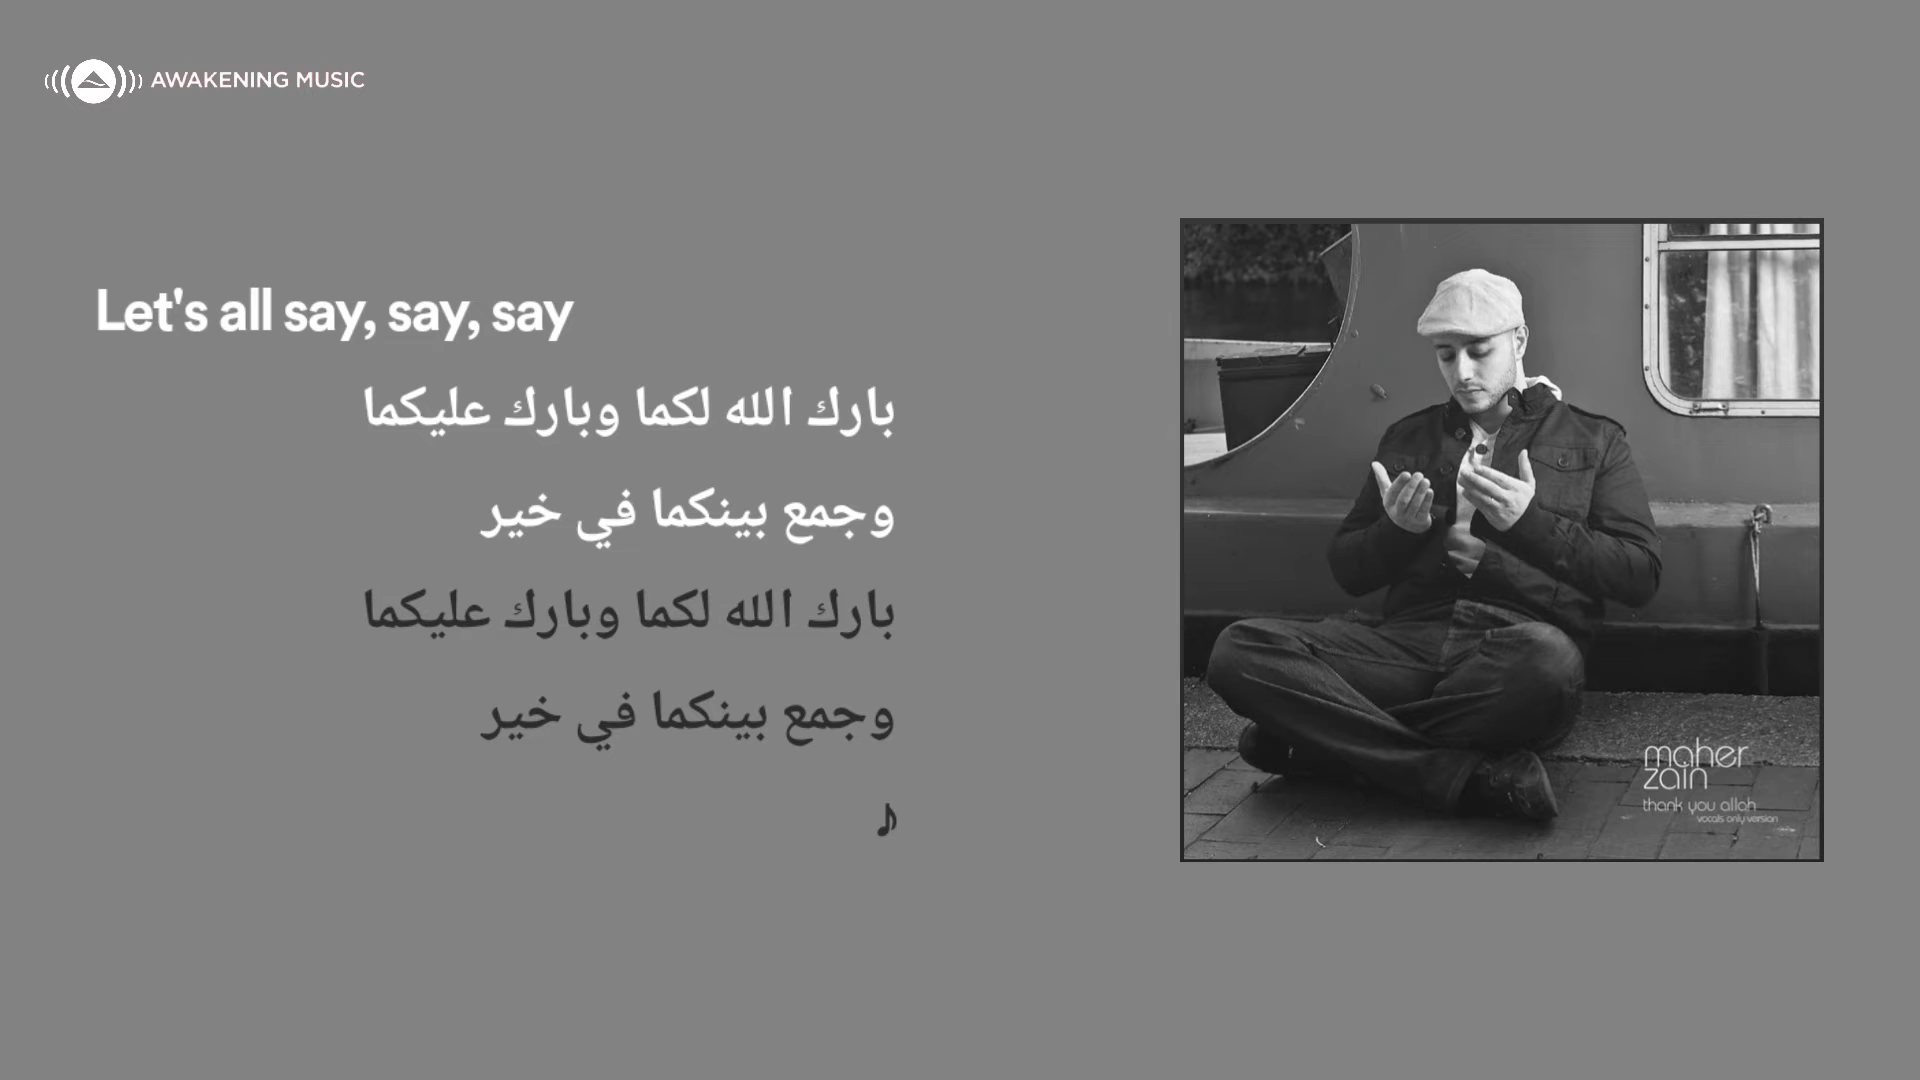 AWAKENING MUSIC
Let's all say, say, say
بارك الله لكما وبارك عليكما
وجمع بينكما في خير
بارك الله لكما وبارك عليكما
وجمع بينكما في خير
♪
maher
zain
thank you allah
vocals only version